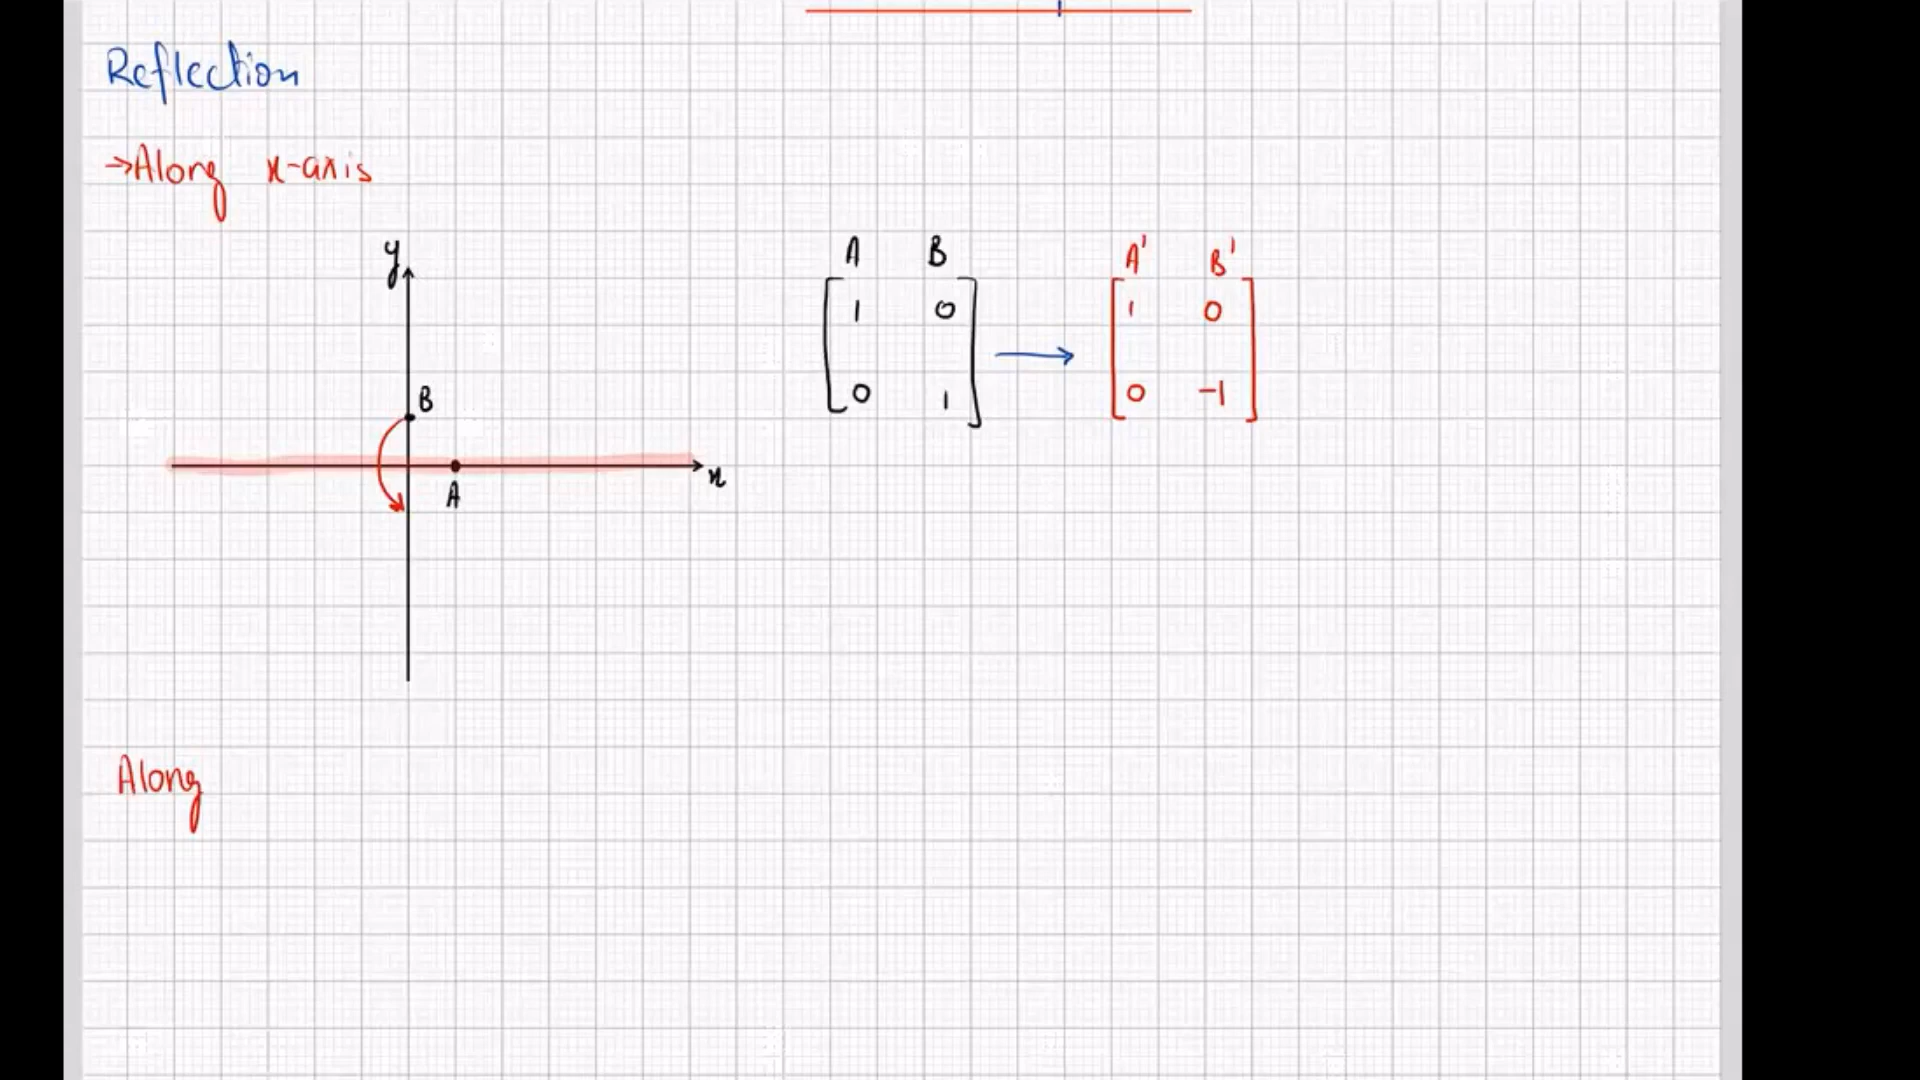 Reflection
→Along x-axis
y
B
A
x
A B
1 0
0 1
→
A' B'
1 0
0 -1
Along